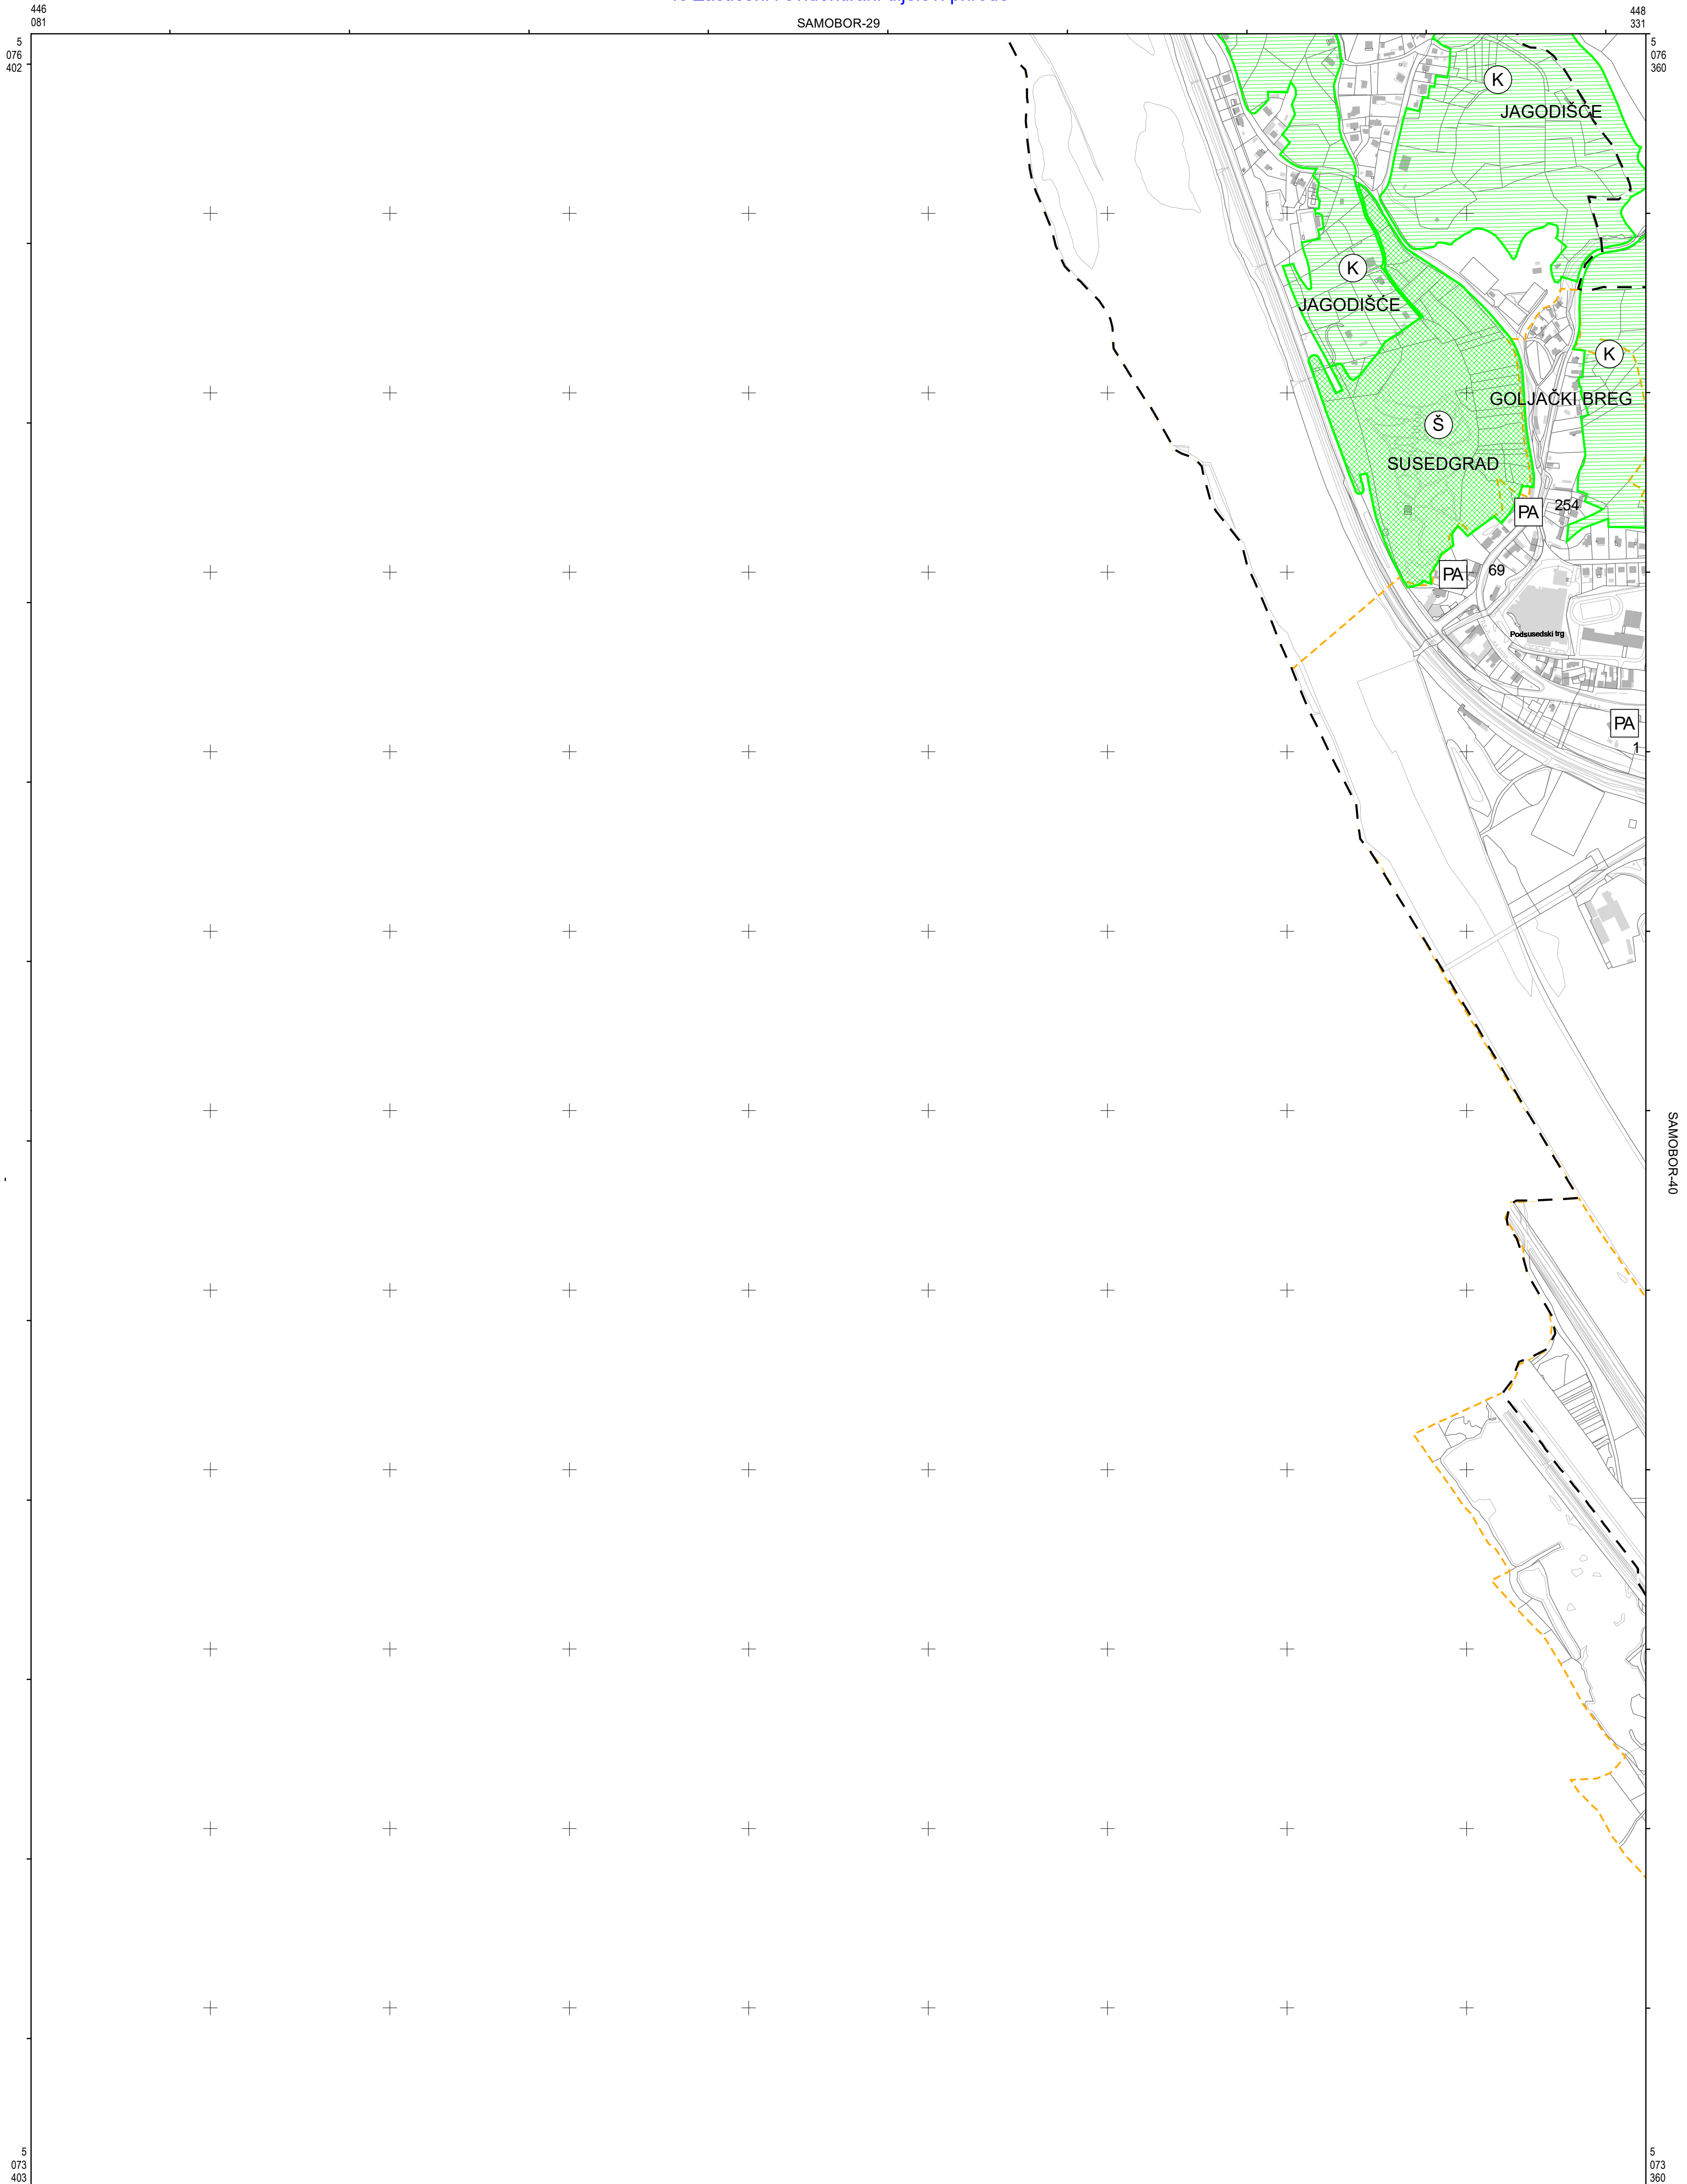 446
081
SAMOBOR-29
448
331
5
076
402
5
076
360
K
JAGODIŠĆE
K
JAGODIŠĆE
K
GOLJAČKI BREG
Š
SUSEDGRAD
PA
254
PA
69
Podsusedski trg
PA
1
SAMOBOR-40
-
5
073
403
5
073
360